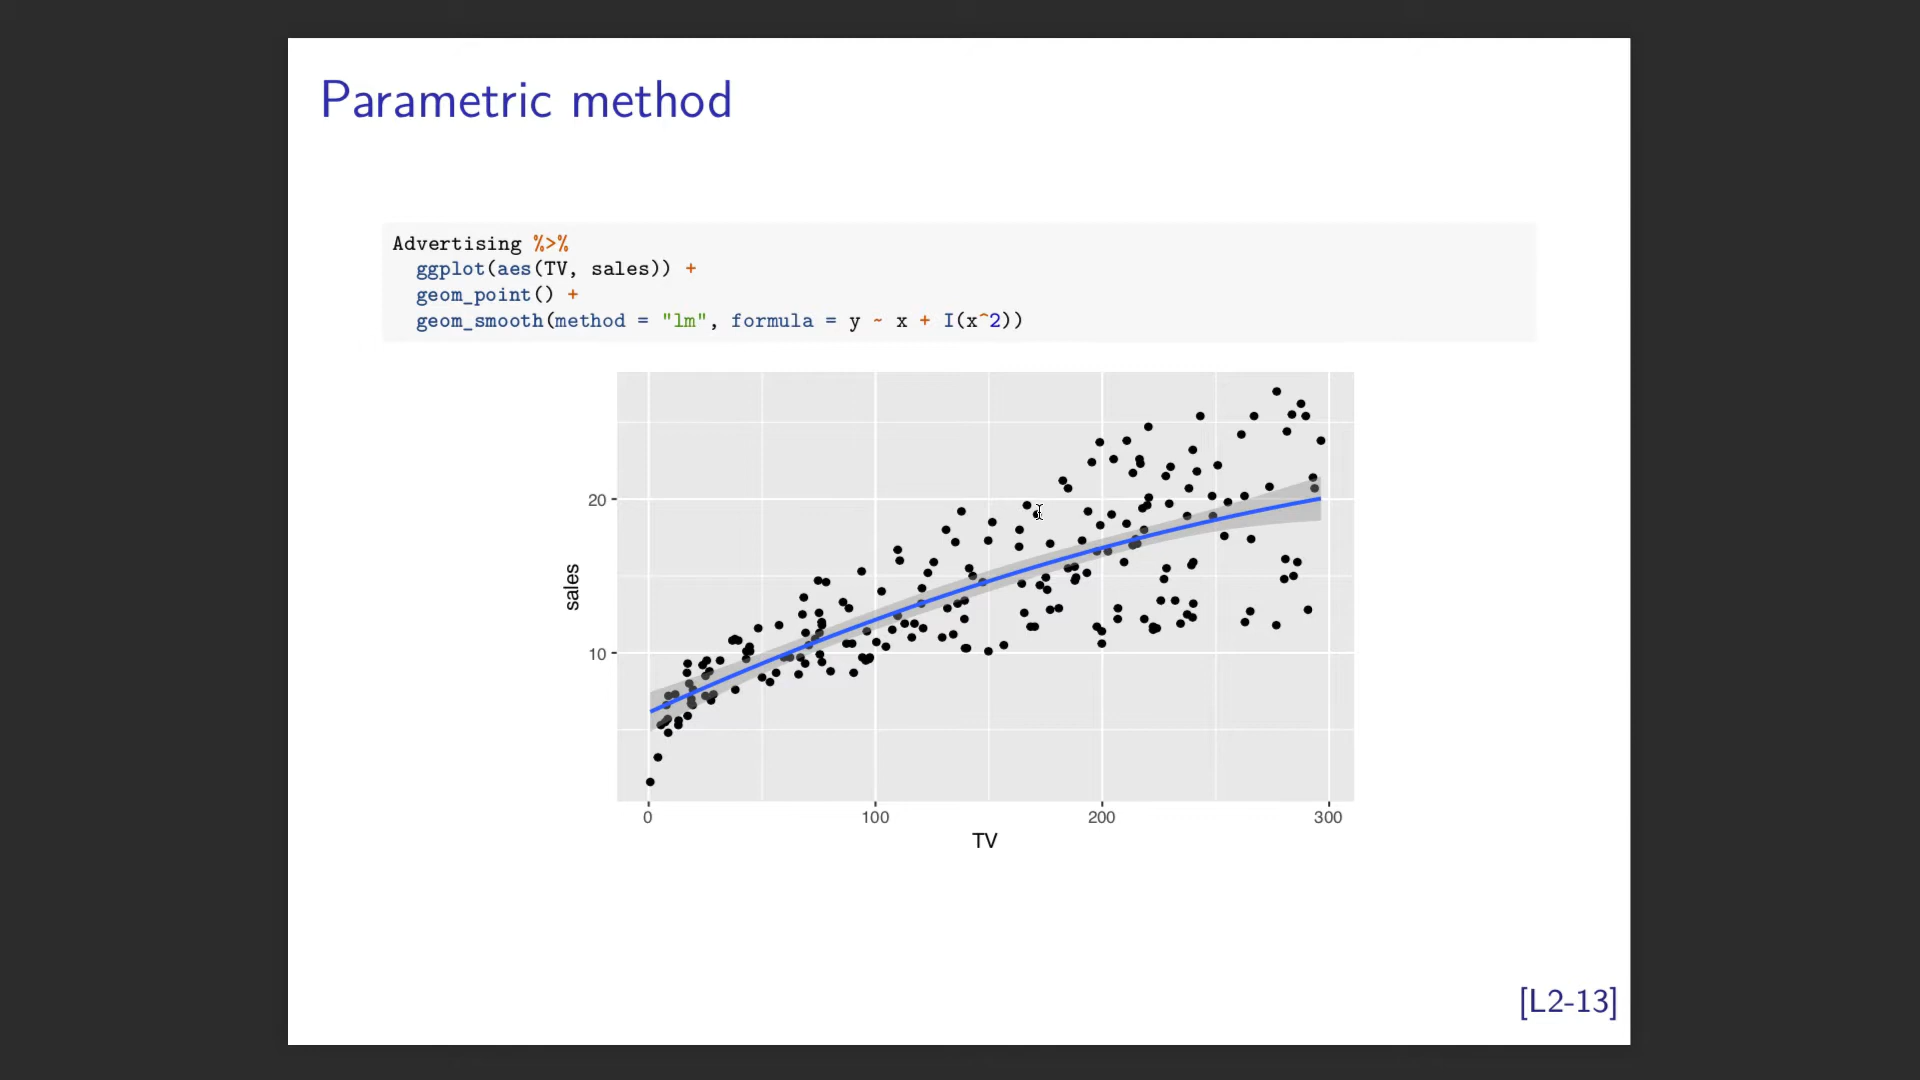 Parametric method
Advertising %>%
ggplot(aes(TV, sales)) +
geom_point() +
geom_smooth(method = "lm", formula = y ~ x + I(x^2))
20
10
sales
0 100 200 300
TV
[L2-13]